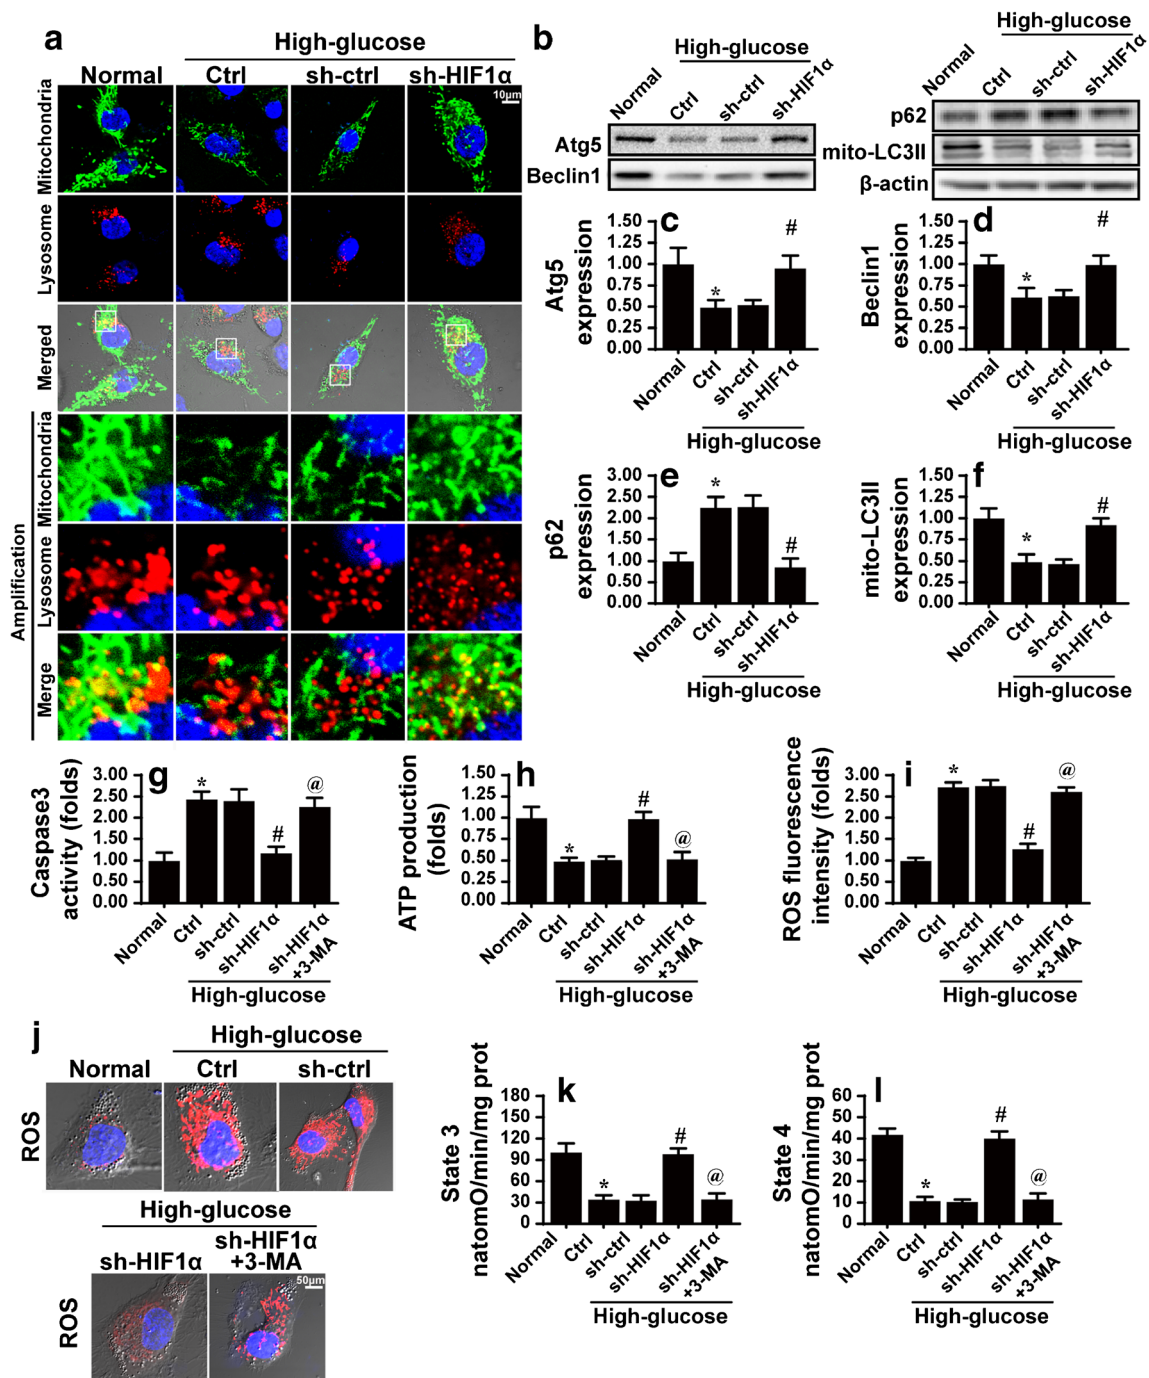 a
High-glucose
Normal Ctrl sh-ctrl sh-HIF1α
10μm
Mitochondria
Lysosome
Merged
Amplification
Mitochondria
Lysosome
Merge
b
High-glucose
Normal Ctrl sh-ctrl sh-HIF1α
Atg5
Beclin1
High-glucose
Normal Ctrl sh-ctrl sh-HIF1α
p62
mito-LC3II
β-actin
c
Atg5
expression
1.50
1.25
1.00
0.75
0.50
0.25
0.00
*
#
Normal Ctrl sh-ctrl sh-HIF1α
High-glucose
d
Beclin1
expression
1.50
1.25
1.00
0.75
0.50
0.25
0.00
*
#
Normal Ctrl sh-ctrl sh-HIF1α
High-glucose
e
p62
expression
3.00
2.50
2.00
1.50
1.00
0.50
0.00
*
#
Normal Ctrl sh-ctrl sh-HIF1α
High-glucose
f
mito-LC3II
expression
1.50
1.25
1.00
0.75
0.50
0.25
0.00
*
#
Normal Ctrl sh-ctrl sh-HIF1α
High-glucose
g
Caspase3
activity (folds)
3.00
2.50
2.00
1.50
1.00
0.50
0.00
*
#
@
Normal Ctrl sh-ctrl sh-HIF1α sh-HIF1α
+3-MA
High-glucose
h
ATP production
(folds)
1.50
1.25
1.00
0.75
0.50
0.25
0.00
*
#
@
Normal Ctrl sh-ctrl sh-HIF1α sh-HIF1α
+3-MA
High-glucose
i
ROS fluorescence
intensity (folds)
3.00
2.50
2.00
1.50
1.00
0.50
0.00
*
#
@
Normal Ctrl sh-ctrl sh-HIF1α sh-HIF1α
+3-MA
High-glucose
j
High-glucose
Normal Ctrl sh-ctrl
ROS
High-glucose
sh-HIF1α sh-HIF1α
+3-MA
50μm
ROS
k
State 3
natomO/min/mg prot
180
150
120
90
60
30
0
*
#
@
Normal Ctrl sh-ctrl sh-HIF1α sh-HIF1α
+3-MA
High-glucose
l
State 4
natomO/min/mg prot
60
50
40
30
20
10
0
*
#
@
Normal Ctrl sh-ctrl sh-HIF1α sh-HIF1α
+3-MA
High-glucose